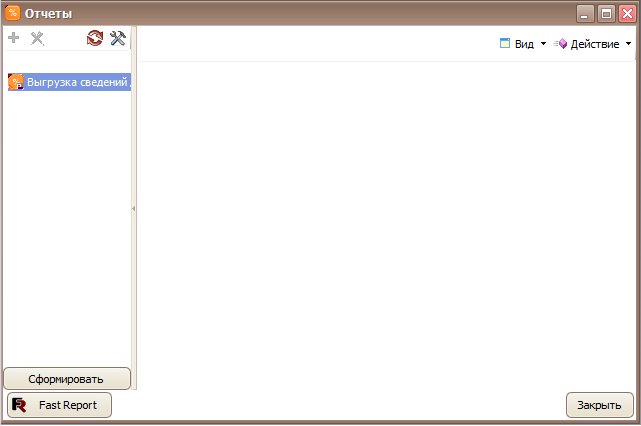 Отчеты
Вид
Действие
Выгрузка сведений
Сформировать
Fast Report
Закрыть